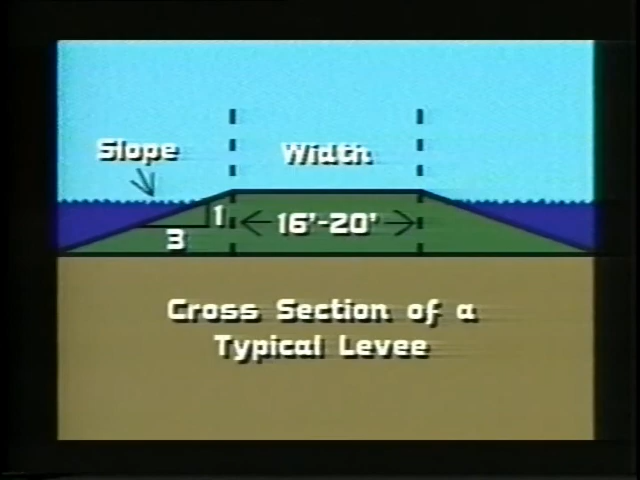 Slope
Width
1
16'-20'
3
Cross Section of a
Typical Levee